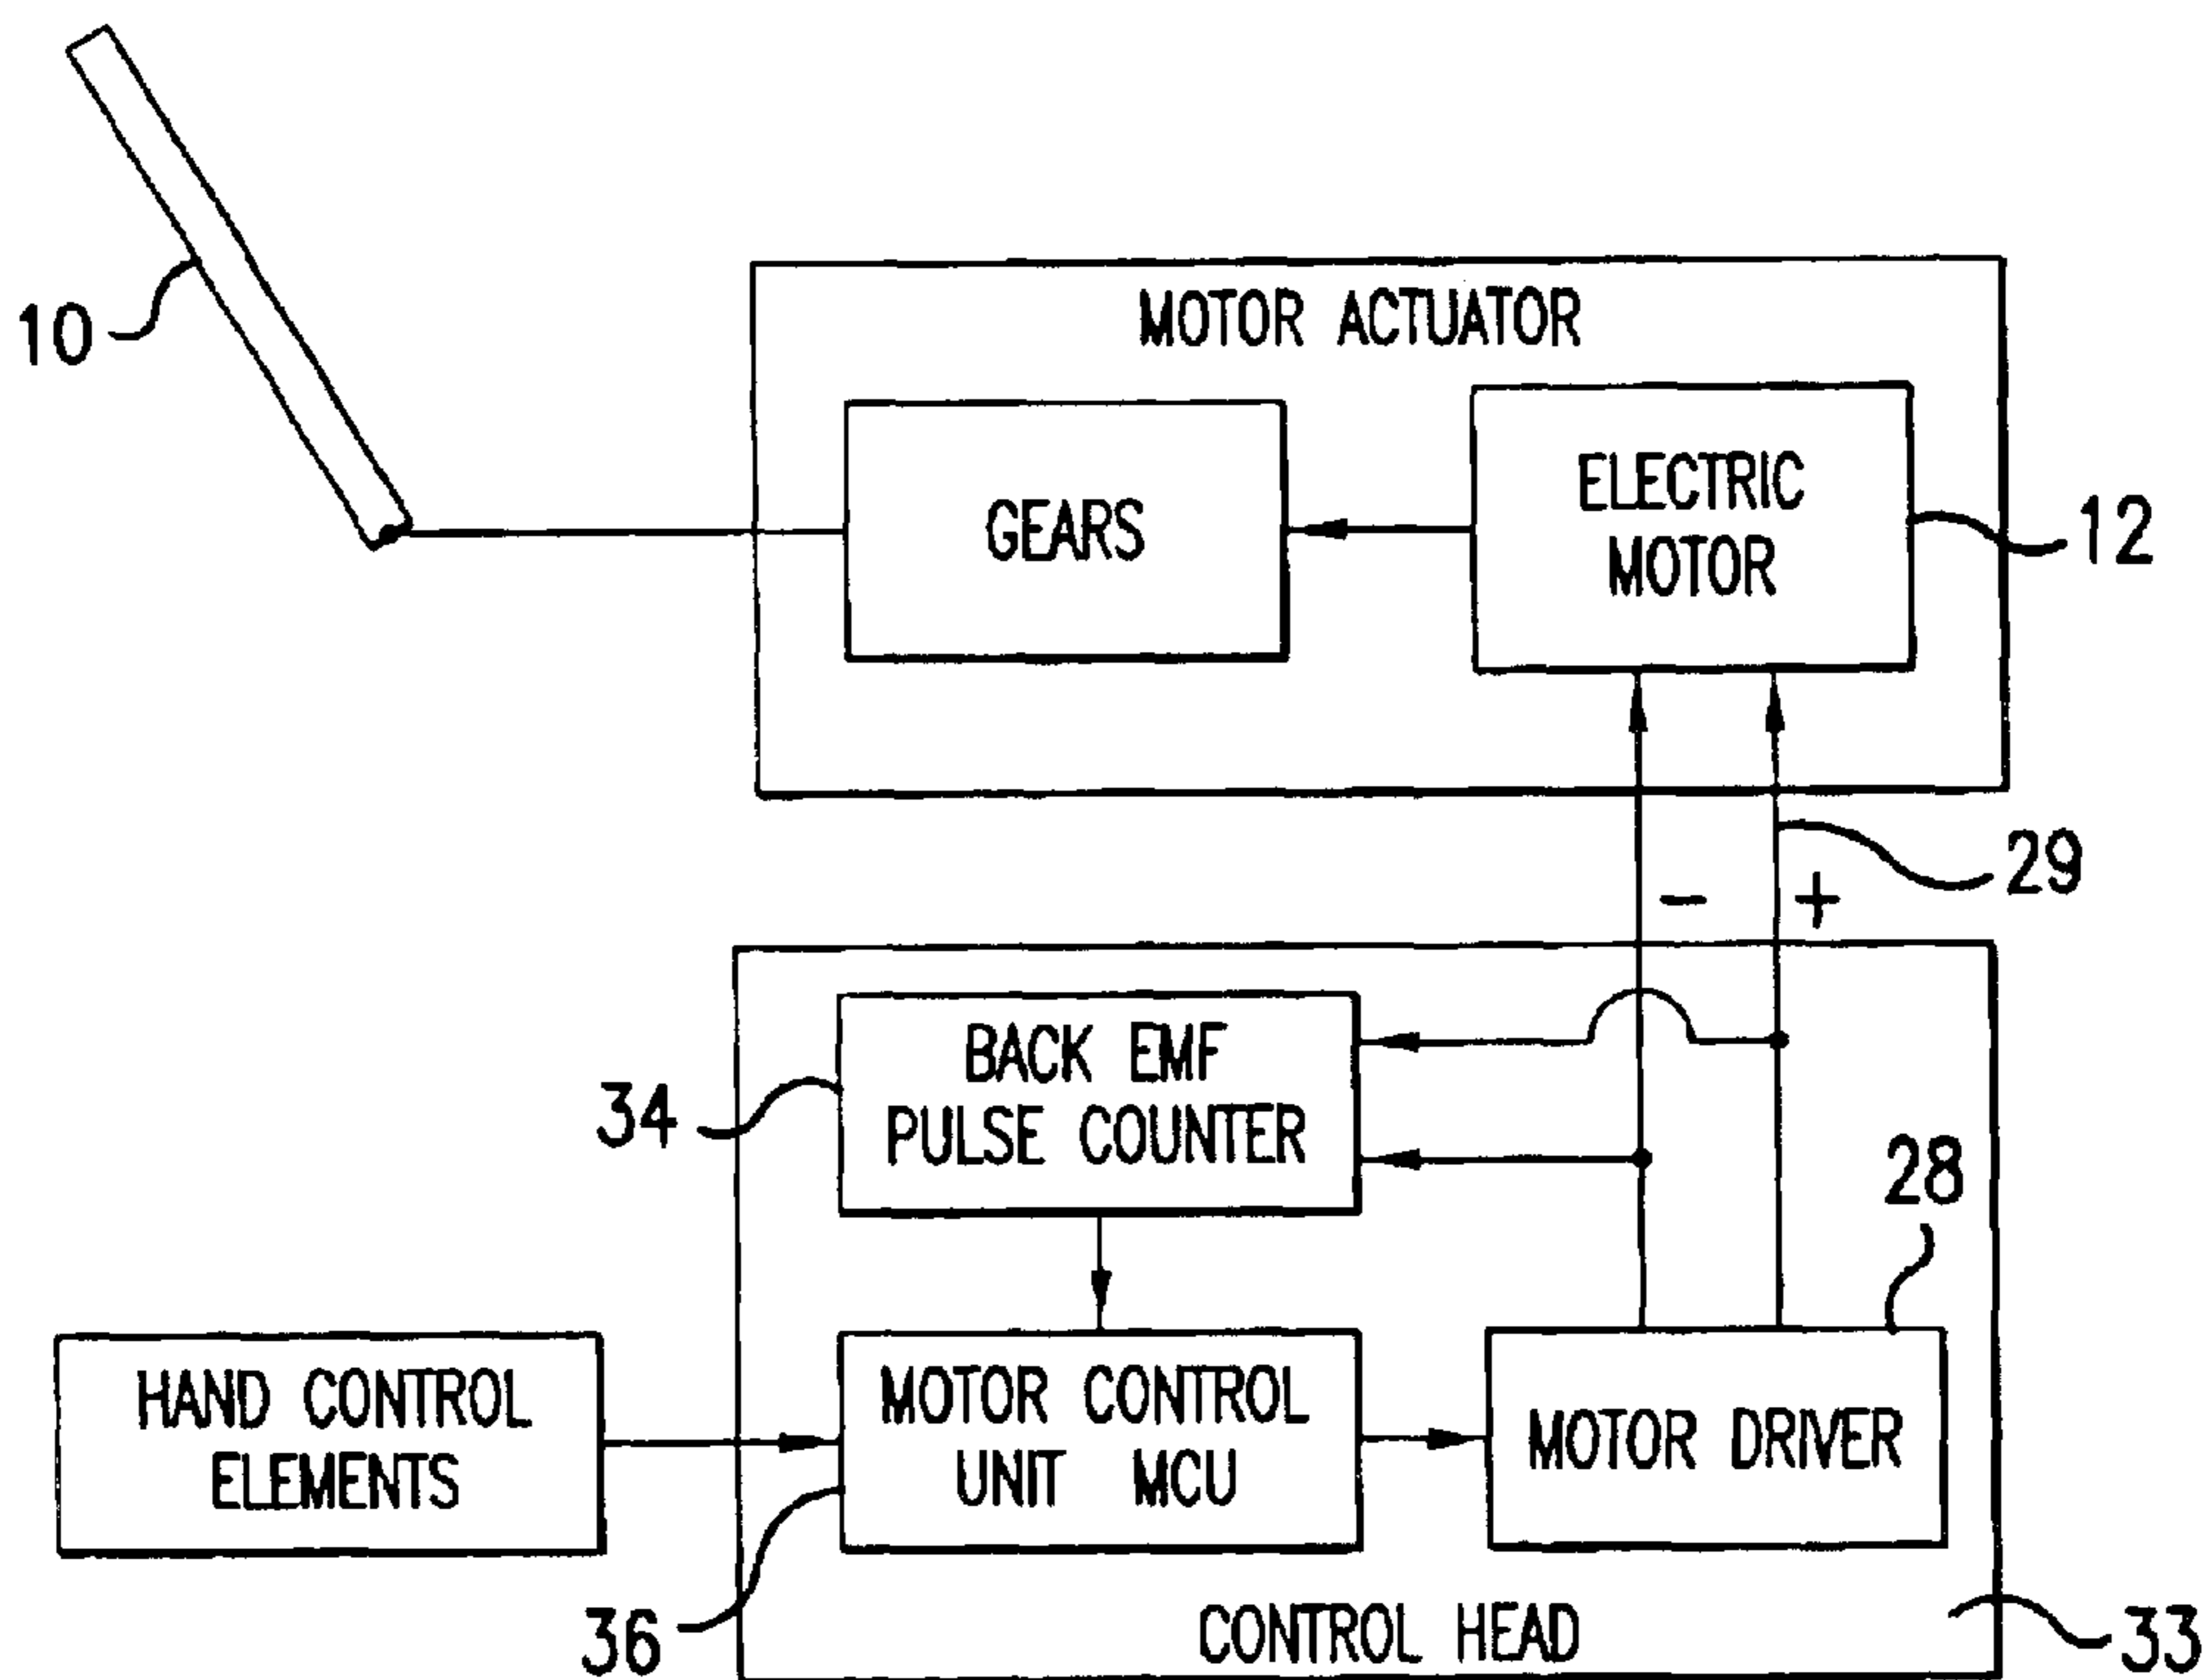 10
MOTOR ACTUATOR
GEARS
ELECTRIC
MOTOR
12
29
- +
BACK EMF
PULSE COUNTER
34
28
HAND CONTROL
ELEMENTS
MOTOR CONTROL
UNIT MCU
MOTOR DRIVER
36
CONTROL HEAD
33